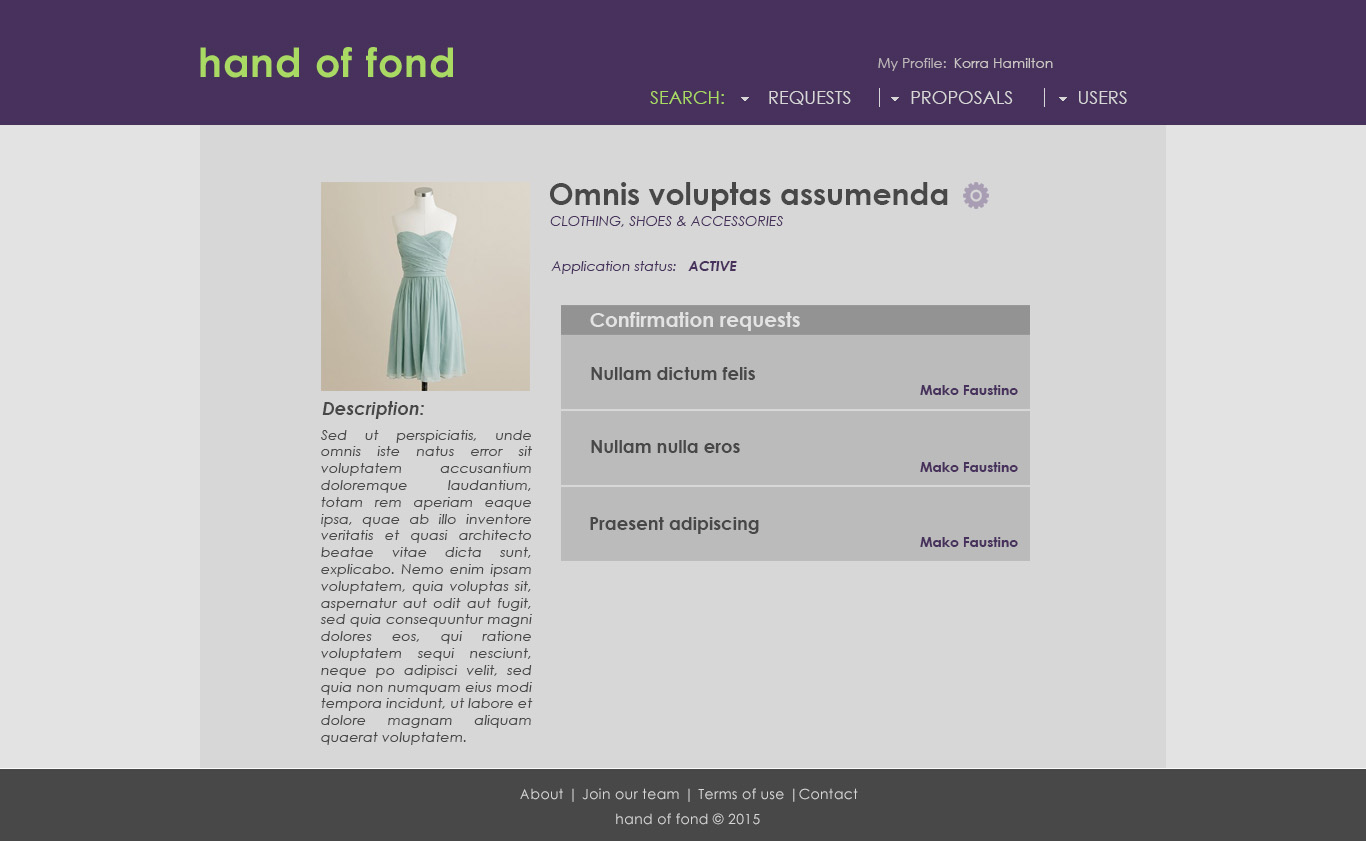 hand of fond
My Profile: Korra Hamilton
SEARCH: REQUESTS PROPOSALS USERS
Omnis voluptas assumenda
CLOTHING, SHOES & ACCESSORIES
Application status: ACTIVE
Confirmation requests
Nullam dictum felis
Mako Faustino
Nullam nulla eros
Mako Faustino
Praesent adipiscing
Mako Faustino
Description:
Sed ut perspiciatis, unde
omnis iste natus error sit
voluptatem accusantium
doloremque laudantium,
totam rem aperiam eaque
ipsa, quae ab illo inventore
veritatis et quasi architecto
beatae vitae dicta sunt,
explicabo. Nemo enim ipsam
voluptatem, quia voluptas sit,
aspernatur aut odit aut fugit,
sed quia consequuntur magni
dolores eos, qui ratione
voluptatem sequi nesciunt,
neque po adipisci velit, sed
quia non numquam eius modi
tempora incidunt, ut labore et
dolore magnam aliquam
quaerat voluptatem.
About | Join our team | Terms of use |Contact
hand of fond © 2015